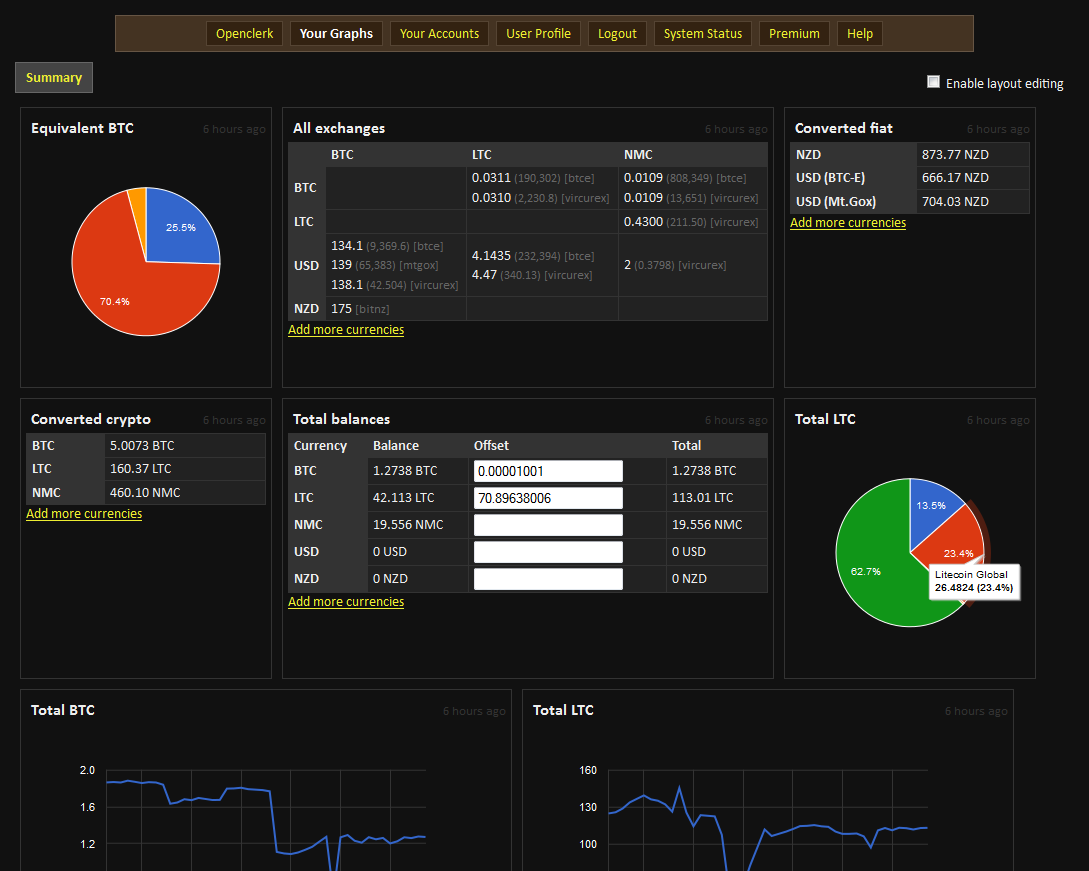 Openclerk Your Graphs Your Accounts User Profile Logout System Status Premium Help
Summary
Enable layout editing
Equivalent BTC 6 hours ago
25.5%
70.4%
All exchanges 6 hours ago
BTC LTC NMC
BTC
0.0311 (190,302) [btce]
0.0310 (2,230.8) [vircurex]
0.0109 (808,349) [btce]
0.0109 (13,651) [vircurex]
LTC
0.4300 (211.50) [vircurex]
USD
134.1 (9,369.6) [btce]
139 (65,383) [mtgox]
138.1 (42.504) [vircurex]
4.1435 (232,394) [btce]
4.47 (340.13) [vircurex]
2 (0.3798) [vircurex]
NZD 175 [bitnz]
Add more currencies
Converted fiat 6 hours ago
NZD 873.77 NZD
USD (BTC-E) 666.17 NZD
USD (Mt.Gox) 704.03 NZD
Add more currencies
Converted crypto 6 hours ago
BTC 5.0073 BTC
LTC 160.37 LTC
NMC 460.10 NMC
Add more currencies
Total balances 6 hours ago
Currency Balance Offset Total
BTC 1.2738 BTC 0.00001001 1.2738 BTC
LTC 42.113 LTC 70.89638006 113.01 LTC
NMC 19.556 NMC 19.556 NMC
USD 0 USD 0 USD
NZD 0 NZD 0 NZD
Add more currencies
Total LTC 6 hours ago
13.5%
23.4%
62.7%
Litecoin Global
26.4824 (23.4%)
Total BTC 6 hours ago
2.0
1.6
1.2
Total LTC 6 hours ago
160
130
100